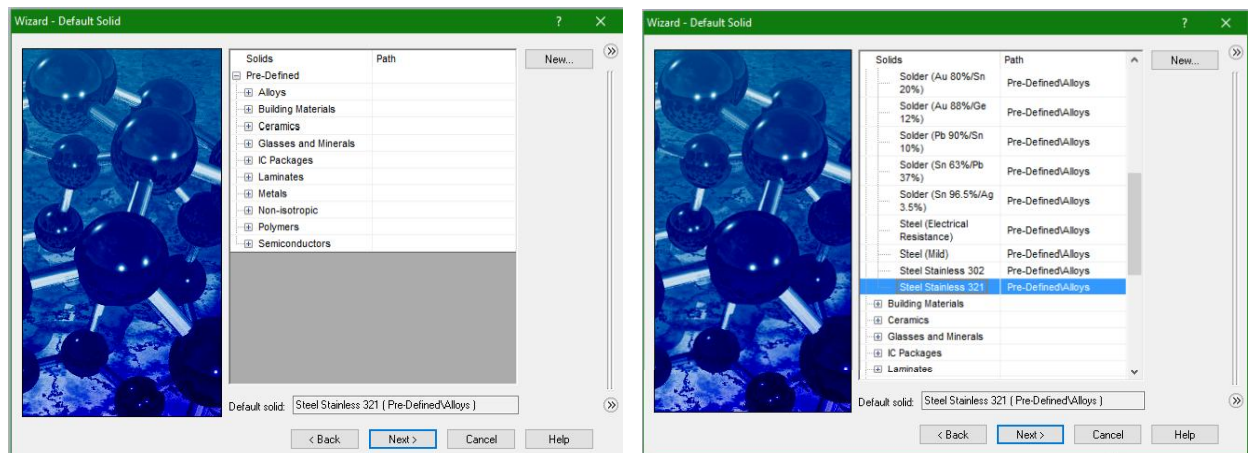 Wizard - Default Solid ? ×
Solids Path
New...
Pre-Defined
Alloys
Building Materials
Ceramics
Glasses and Minerals
IC Packages
Laminates
Metals
Non-isotropic
Polymers
Semiconductors
Default solid: Steel Stainless 321 ( Pre-Defined\Alloys )
< Back Next > Cancel Help
Wizard - Default Solid ? ×
Solids Path
New...
Solder (Au 80%/Sn
20%) Pre-Defined\Alloys
Solder (Au 88%/Ge
12%) Pre-Defined\Alloys
Solder (Pb 90%/Sn
10%) Pre-Defined\Alloys
Solder (Sn 63%/Pb
37%) Pre-Defined\Alloys
Solder (Sn 96.5%/Ag
3.5%) Pre-Defined\Alloys
Steel (Electrical
Resistance) Pre-Defined\Alloys
Steel (Mild) Pre-Defined\Alloys
Steel Stainless 302 Pre-Defined\Alloys
Steel Stainless 321 Pre-Defined\Alloys
Building Materials
Ceramics
Glasses and Minerals
IC Packages
Laminates
Default solid: Steel Stainless 321 ( Pre-Defined\Alloys )
< Back Next > Cancel Help